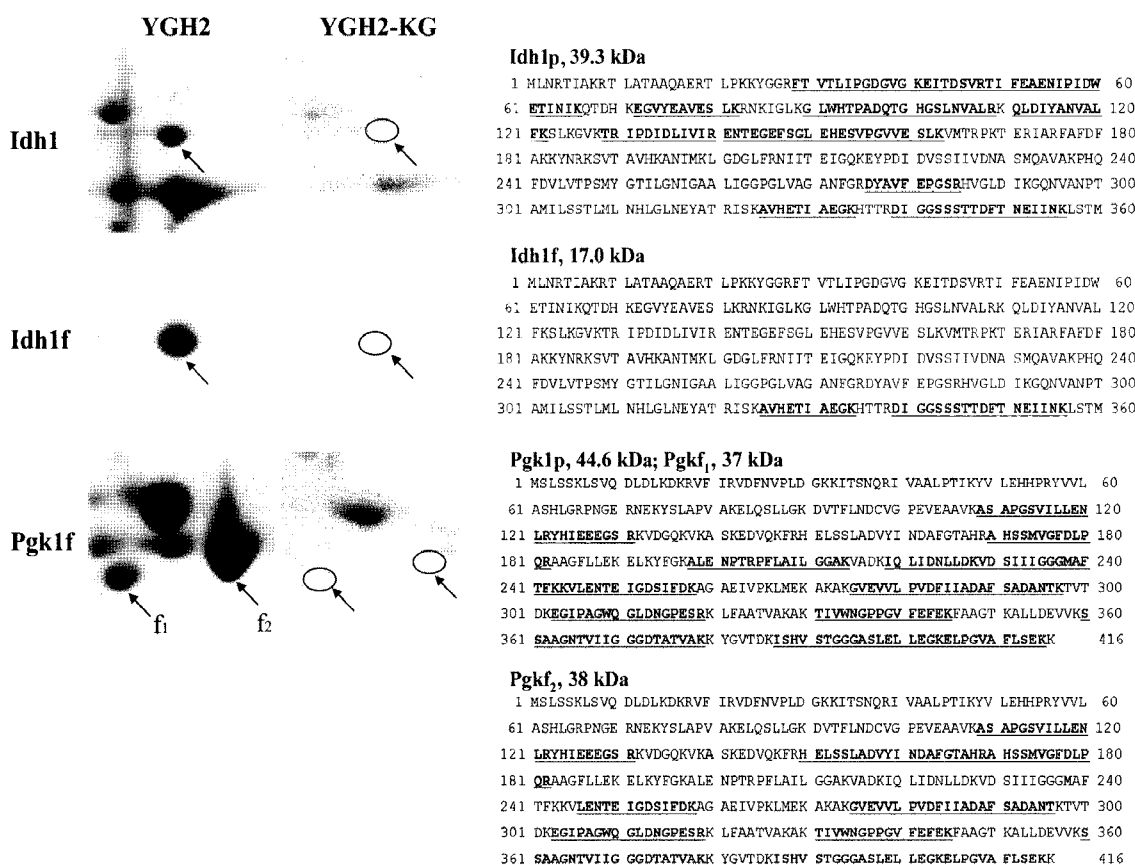 YGH2 YGH2-KG
Idh1
Idh1f
Pgk1f
f1 f2
Idh1p, 39.3 kDa
1 MLNRTIAKRT LATAAQAERT LPKKYGGRFT VTLIPGDGVG KEITDSVRTI FEAENIPIDW 60
61 ETINIKQTDH KEGVYEAVES LKRNKIGLKG LWHTPADQTG HGSLNVALRK QLDIYANVAL 120
121 FKSLKGVKTR IPDIDLIVIR ENTEGEFSGL EHESVPGVVE SLKVMTRPKT ERIARFAFDF 180
181 AKKYNRKSVT AVHKANIMKL GDGLFRNIIT EIGQKEYPDI DVSSIIVDNA SMQAVAKPHQ 240
241 FDVLVTPSMY GTILGNIGAA LIGGPGLVAG ANFGRDYAVF EPGSRHVGLD IKGQNVANPT 300
301 AMILSSTLML NHLGLNEYAT RISKAVHETI AEGKHTTRDI GGSSSTTDFT NEIINKLSTM 360
Idh1f, 17.0 kDa
1 MLNRTIAKRT LATAAQAERT LPKKYGGRFT VTLIPGDGVG KEITDSVRTI FEAENIPIDW 60
61 ETINIKQTDH KEGVYEAVES LKRNKIGLKG LWHTPADQTG HGSLNVALRK QLDIYANVAL 120
121 FKSLKGVKTR IPDIDLIVIR ENTEGEFSGL EHESVPGVVE SLKVMTRPKT ERIARFAFDF 180
181 AKKYNRKSVT AVHKANIMKL GDGLFRNIIT EIGQKEYPDI DVSSIIVDNA SMQAVAKPHQ 240
241 FDVLVTPSMY GTILGNIGAA LIGGPGLVAG ANFGRDYAVF EPGSRHVGLD IKGQNVANPT 300
301 AMILSSTLML NHLGLNEYAT RISKAVHETI AEGKHTTRDI GGSSSTTDFT NEIINKLSTM 360
Pgk1p, 44.6 kDa; Pgkf1, 37 kDa
1 MSLSSKLSVQ DLDLKDKRVF IRVDFNVPLD GKKITSNQRI VAALPTIKYV LEHHPRYVVL 60
61 ASHLGRPNGE RNEKYSLAPV AKELQSLLGK DVTFLNDCVG PEVEAAVKAS APGSVILLEN 120
121 LRYHIEEEGS RKVDGQKVKA SKEDVQKFRH ELSSLADVYI NDAFGTAHRA HSSMVGFDLP 180
181 QRAAGFLLEK ELKYFGKALE NPTRPFLAIL GGAKVADKIQ LIDNLLDKVD SIIIGGGMAF 240
241 TFKKVLENTE IGDSIFDKAG AEIVPKLMEK AKAKGVEVVL PVDFIIADAF SADANTKTVT 300
301 DKEGIPAGWQ GLDNGPESRK LFAATVAKAK TIVWNGPPGV FEFEKFAAGT KALLDEVVKS 360
361 SAAGNTVIIG GGDTATVAKK YGVTDKISHV STGGGASLEL LEGKELPGVA FLSEKK 416
Pgkf2, 38 kDa
1 MSLSSKLSVQ DLDLKDKRVF IRVDFNVPLD GKKITSNQRI VAALPTIKYV LEHHPRYVVL 60
61 ASHLGRPNGE RNEKYSLAPV AKELQSLLGK DVTFLNDCVG PEVEAAVKAS APGSVILLEN 120
121 LRYHIEEEGS RKVDGQKVKA SKEDVQKFRH ELSSLADVYI NDAFGTAHRA HSSMVGFDLP 180
181 QRAAGFLLEK ELKYFGKALE NPTRPFLAIL GGAKVADKIQ LIDNLLDKVD SIIIGGGMAF 240
241 TFKKVLENTE IGDSIFDKAG AEIVPKLMEK AKAKGVEVVL PVDFIIADAF SADANTKTVT 300
301 DKEGIPAGWQ GLDNGPESRK LFAATVAKAK TIVWNGPPGV FEFEKFAAGT KALLDEVVKS 360
361 SAAGNTVIIG GGDTATVAKK YGVTDKISHV STGGGASLEL LEGKELPGVA FLSEKK 416